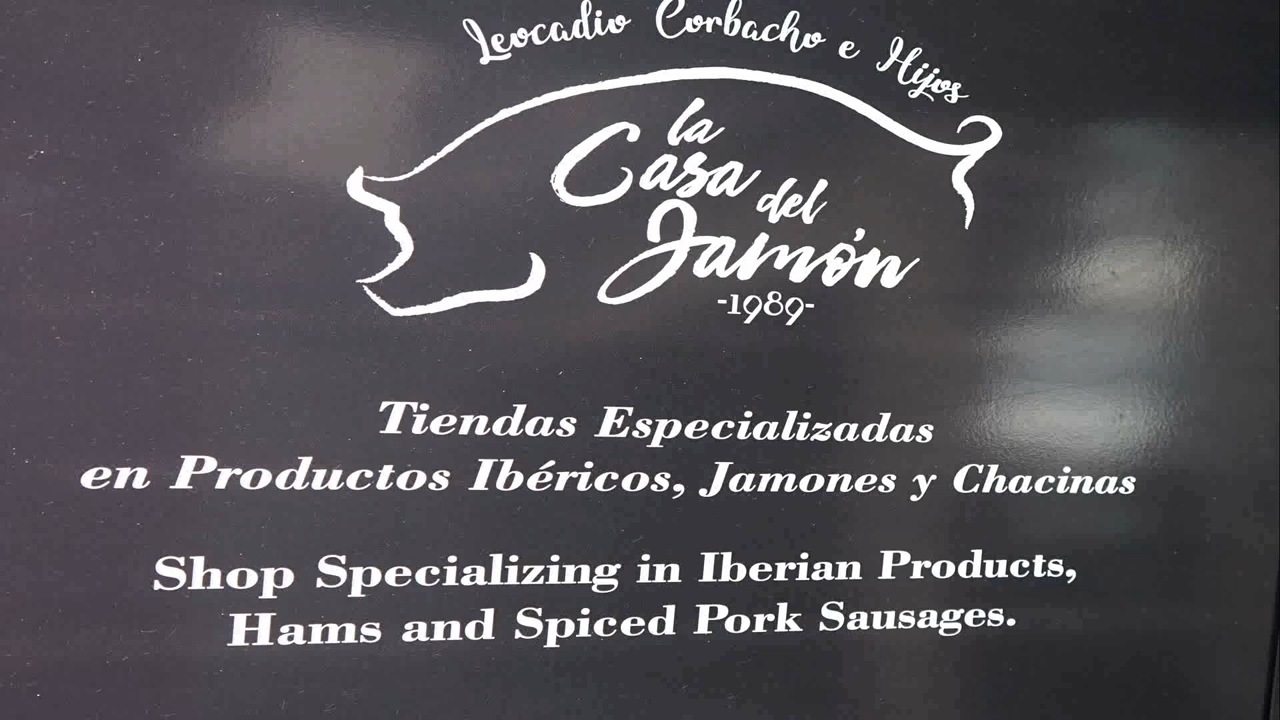 Leocadio Corbacho e Hijos
la
Casa del
Jamón
-1989-
Tiendas Especializadas
en Productos Ibéricos, Jamones y Chacinas
Shop Specializing in Iberian Products,
Hams and Spiced Pork Sausages.